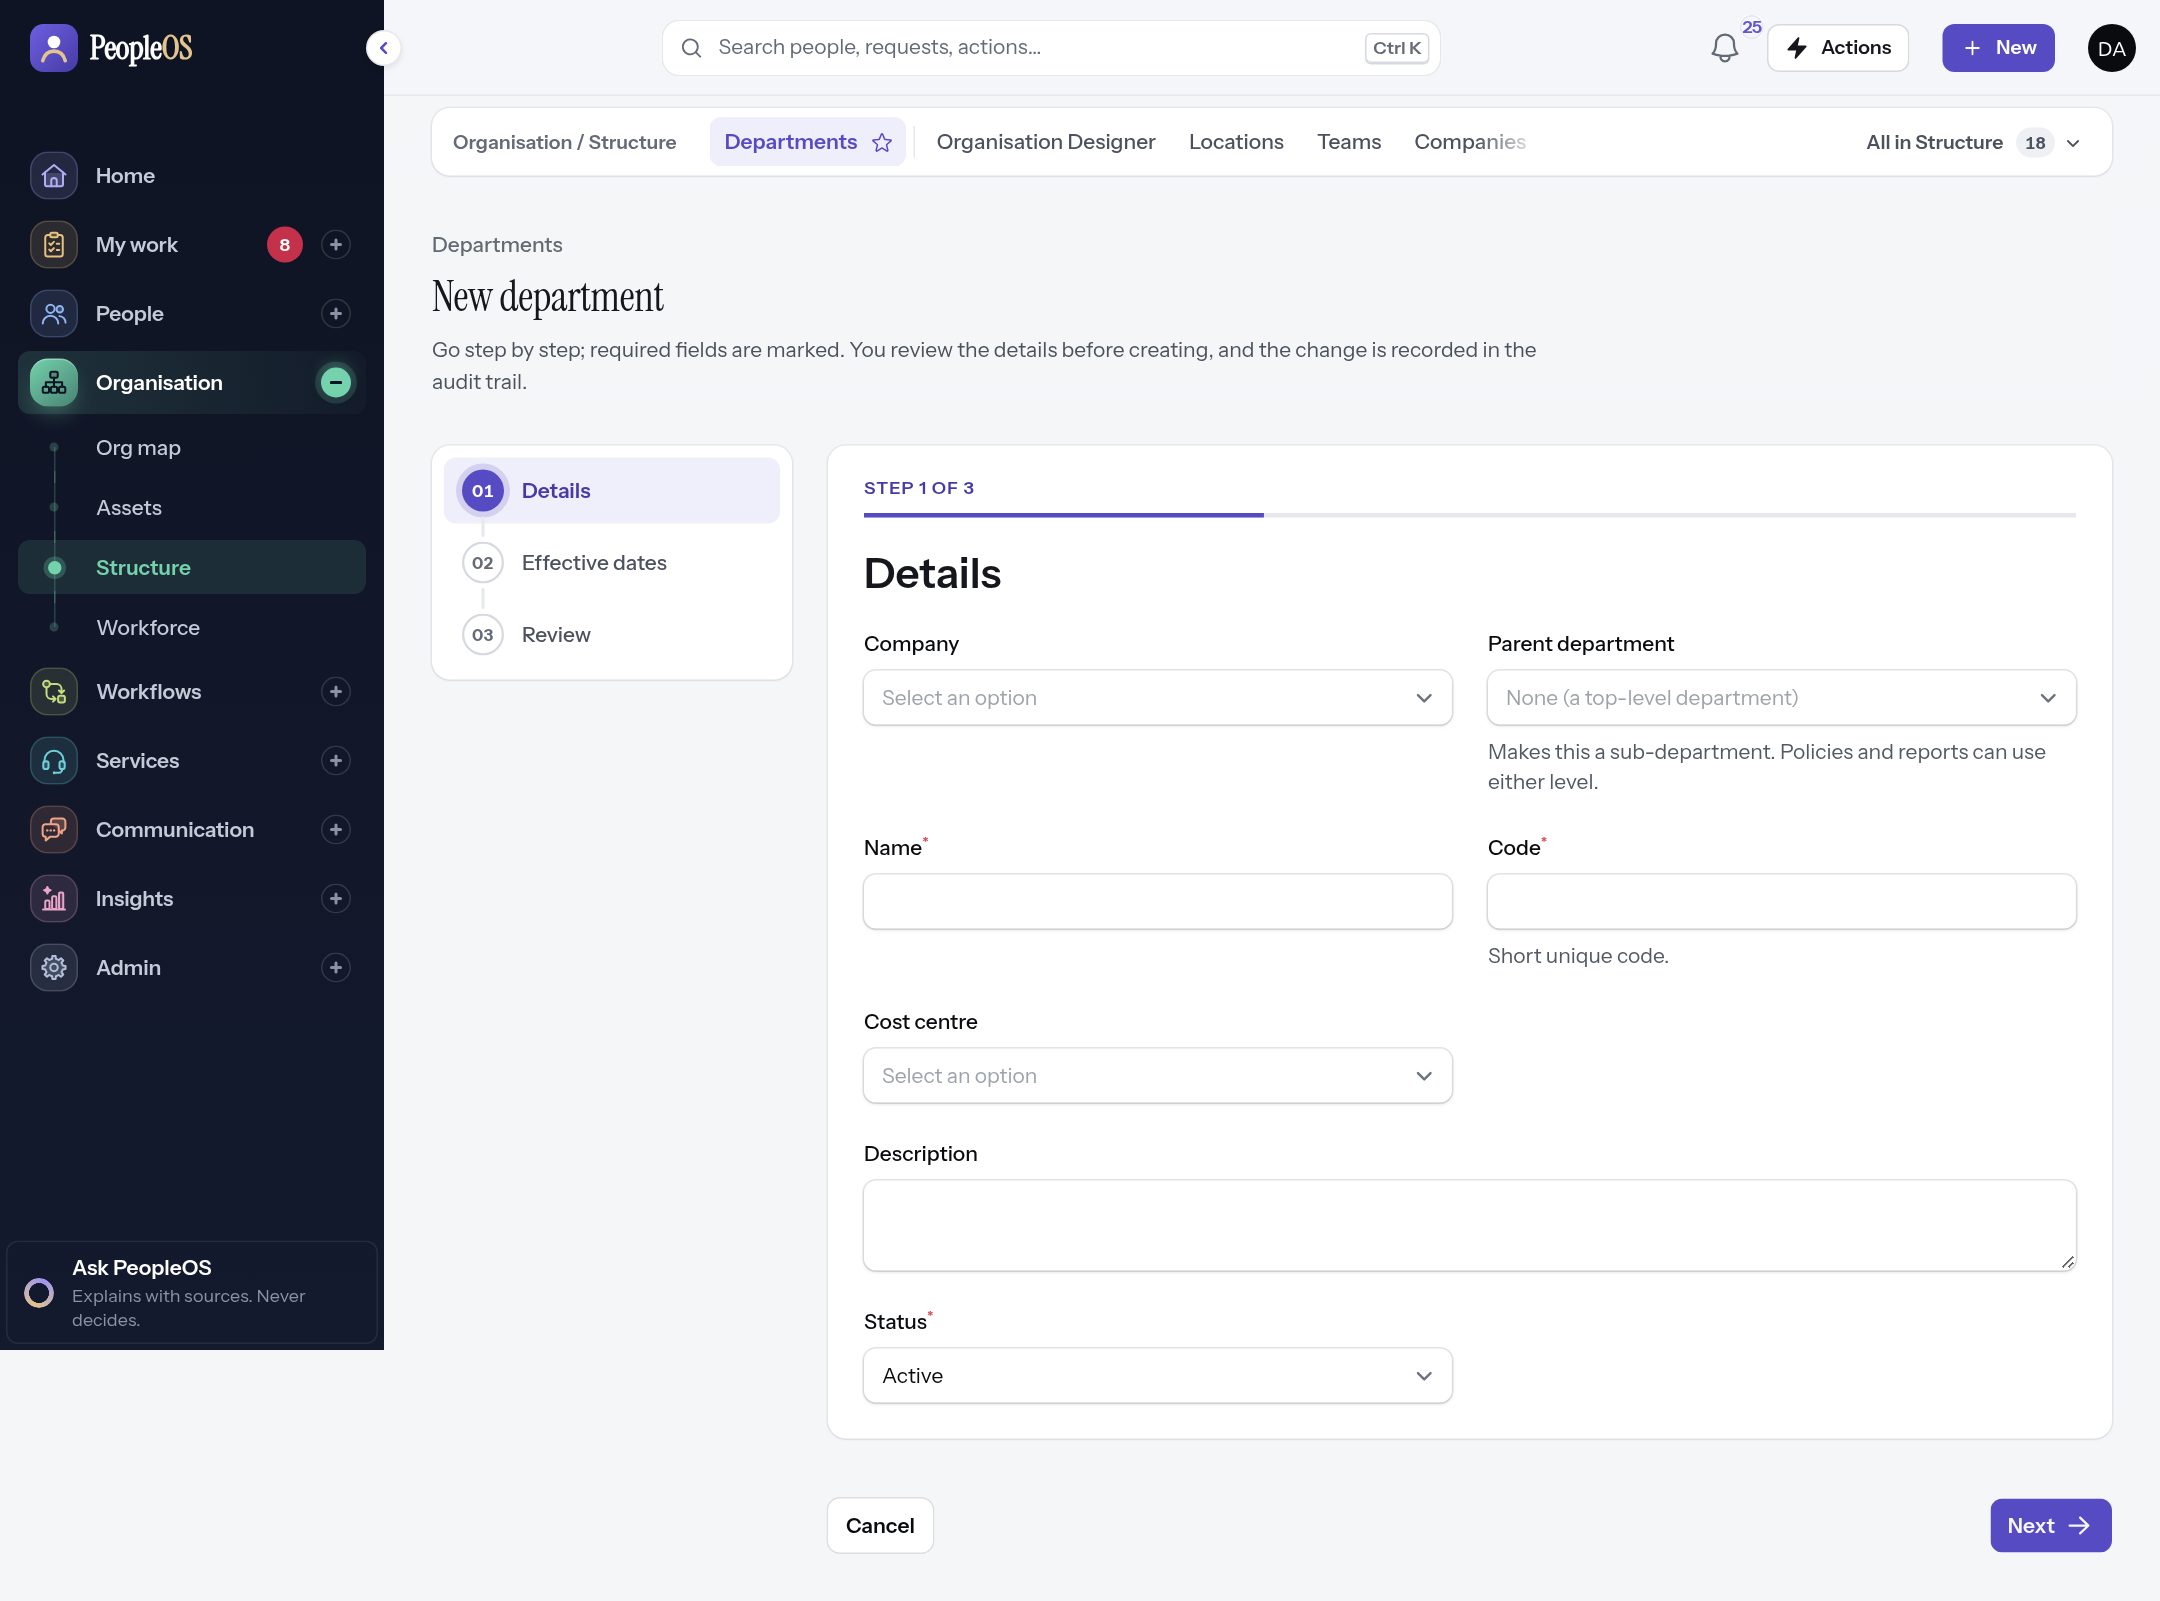 PeopleOS
Search people, requests, actions...
Ctrl K
25
Actions
New
DA
Home
My work
8
People
Organisation
Org map
Assets
Structure
Workforce
Workflows
Services
Communication
Insights
Admin
Ask PeopleOS
Explains with sources. Never
decides.
Organisation / Structure
Departments
Organisation Designer
Locations
Teams
Companies
All in Structure
18
Departments
New department
Go step by step; required fields are marked. You review the details before creating, and the change is recorded in the
audit trail.
01
Details
02
Effective dates
03
Review
STEP 1 OF 3
Details
Company
Select an option
Parent department
None (a top-level department)
Makes this a sub-department. Policies and reports can use
either level.
Name*
Code*
Short unique code.
Cost centre
Select an option
Description
Status*
Active
Cancel
Next